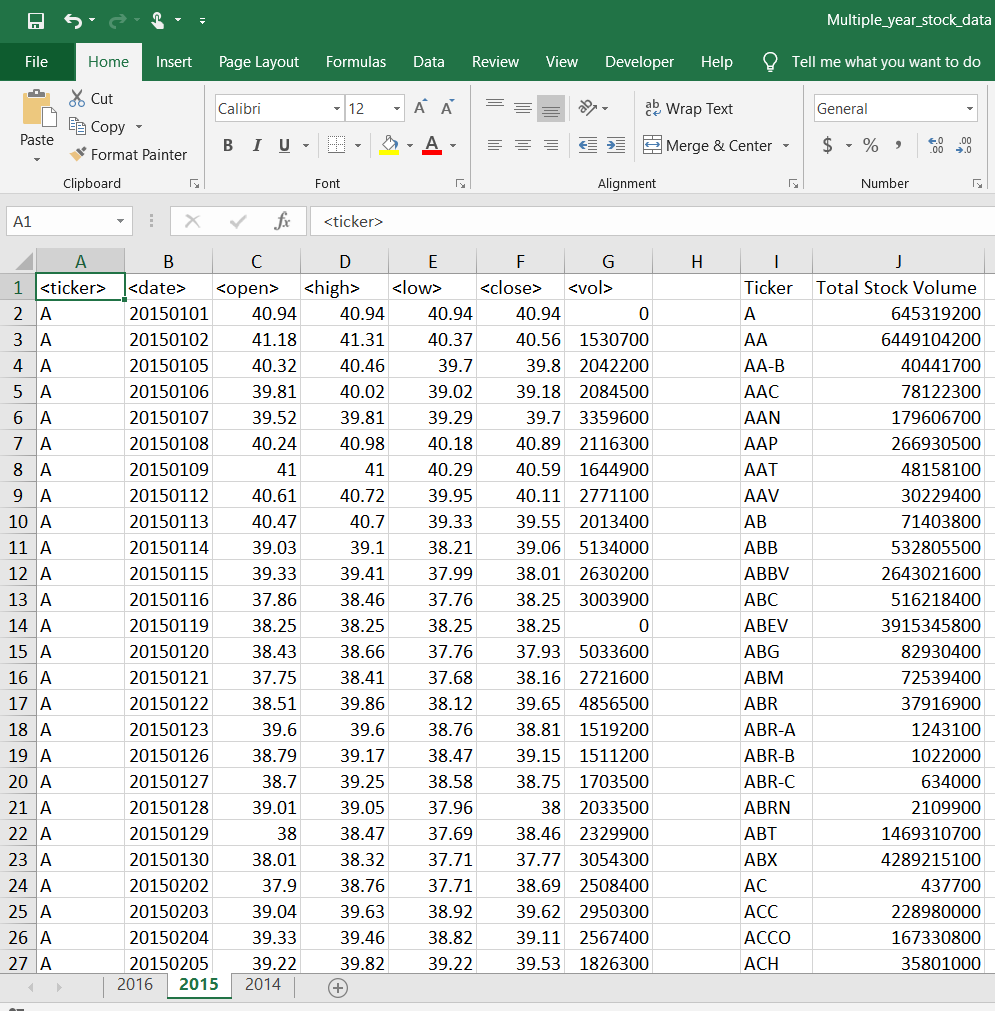 Multiple_year_stock_data
File Home Insert Page Layout Formulas Data Review View Developer Help Tell me what you want to do
Cut
Calibri 12 ab Wrap Text General
Copy
Paste B I U A Merge & Center $ % , .00 .00
Format Painter
Clipboard Font Alignment Number
A1 fx <ticker>
A B C D E F G H I J
1 <ticker> <date> <open> <high> <low> <close> <vol> Ticker Total Stock Volume
2 A 20150101 40.94 40.94 40.94 40.94 0 A 645319200
3 A 20150102 41.18 41.31 40.37 40.56 1530700 AA 6449104200
4 A 20150105 40.32 40.46 39.7 39.8 2042200 AA-B 40441700
5 A 20150106 39.81 40.02 39.02 39.18 2084500 AAC 78122300
6 A 20150107 39.52 39.81 39.29 39.7 3359600 AAN 179606700
7 A 20150108 40.24 40.98 40.18 40.89 2116300 AAP 266930500
8 A 20150109 41 41 40.29 40.59 1644900 AAT 48158100
9 A 20150112 40.61 40.72 39.95 40.11 2771100 AAV 30229400
10 A 20150113 40.47 40.7 39.33 39.55 2013400 AB 71403800
11 A 20150114 39.03 39.1 38.21 39.06 5134000 ABB 532805500
12 A 20150115 39.33 39.41 37.99 38.01 2630200 ABBV 2643021600
13 A 20150116 37.86 38.46 37.76 38.25 3003900 ABC 516218400
14 A 20150119 38.25 38.25 38.25 38.25 0 ABEV 3915345800
15 A 20150120 38.43 38.66 37.76 37.93 5033600 ABG 82930400
16 A 20150121 37.75 38.41 37.68 38.16 2721600 ABM 72539400
17 A 20150122 38.51 39.86 38.12 39.65 4856500 ABR 37916900
18 A 20150123 39.6 39.6 38.76 38.81 1519200 ABR-A 1243100
19 A 20150126 38.79 39.17 38.47 39.15 1511200 ABR-B 1022000
20 A 20150127 38.7 39.25 38.58 38.75 1703500 ABR-C 634000
21 A 20150128 39.01 39.05 37.96 38 2033500 ABRN 2109900
22 A 20150129 38 38.47 37.69 38.46 2329900 ABT 1469310700
23 A 20150130 38.01 38.32 37.71 37.77 3054300 ABX 4289215100
24 A 20150202 37.9 38.76 37.71 38.69 2508400 AC 437700
25 A 20150203 39.04 39.63 38.92 39.62 2950300 ACC 228980000
26 A 20150204 39.33 39.46 38.82 39.11 2567400 ACCO 167330800
27 A 20150205 39.22 39.82 39.22 39.53 1826300 ACH 35801000
2016 2015 2014